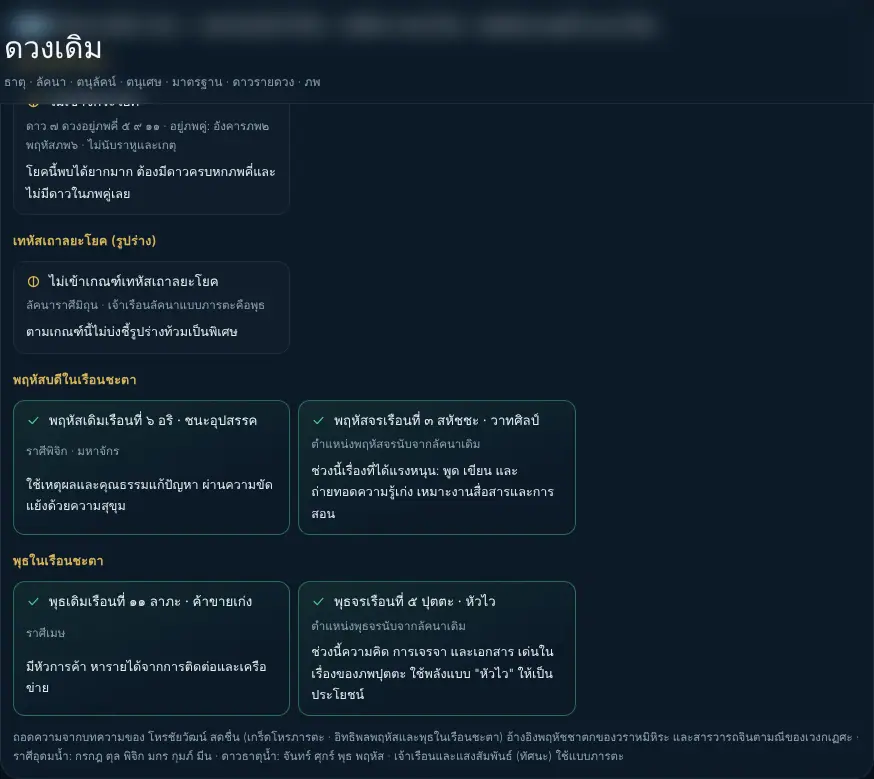 ดวงเดิม
ธาตุ · ลัคนา · ตนุลัคน์ · ตนุเศษ · มาตรฐาน · ดาวรายดวง · ภพ
ดาว ๗ ดวงอยู่ภพคี่ ๕ ๙ ๑๑ · อยู่ภพคู่: อังคารภพ๒
พฤหัสภพ๖ · ไม่นับราหูและเกตุ
โยคนี้พบได้ยากมาก ต้องมีดาวครบหกภพคี่และ
ไม่มีดาวในภพคู่เลย
เทหัสเถาลยะโยค (รูปร่าง)
ไม่เข้าเกณฑ์เทหัสเถาลยะโยค
ลัคนาราศีมิถุน · เจ้าเรือนลัคนาแบบภารตะคือพุธ
ตามเกณฑ์นี้ไม่บ่งชี้รูปร่างท้วมเป็นพิเศษ
พฤหัสบดีในเรือนชะตา
พฤหัสเดิมเรือนที่ ๖ อริ · ชนะอุปสรรค
ราศีพิจิก · มหาจักร
ใช้เหตุผลและคุณธรรมแก้ปัญหา ผ่านความขัด
แย้งด้วยความสุขุม
พฤหัสจรเรือนที่ ๓ สหัชชะ · วาทศิลป์
ตำแหน่งพฤหัสจรนับจากลัคนาเดิม
ช่วงนี้เรื่องที่ได้แรงหนุน: พูด เขียน และ
ถ่ายทอดความรู้เก่ง เหมาะงานสื่อสารและการ
สอน
พุธในเรือนชะตา
พุธเดิมเรือนที่ ๑๑ ลาภะ · ค้าขายเก่ง
ราศีเมษ
มีหัวการค้า หารายได้จากการติดต่อและเครือ
ข่าย
พุธจรเรือนที่ ๕ ปุตตะ · หัวไว
ตำแหน่งพุธจรนับจากลัคนาเดิม
ช่วงนี้ความคิด การเจรจา และเอกสาร เด่นใน
เรื่องของภพปุตตะ ใช้พลังแบบ "หัวไว" ให้เป็น
ประโยชน์
ถอดความจากบทความของ โหรชัยวัฒน์ สดชื่น (เกร็ดโหรภารตะ · อิทธิพลพฤหัสและพุธในเรือนชะตา) อ้างอิงพฤหัชชาตกของวราหมิหิระ และสารวารถจินตามณีของเวงกเฏศะ ·
ราศีอุดมน้ำ: กรกฎ ตุล พิจิก มกร กุมภ์ มีน · ดาวธาตุน้ำ: จันทร์ ศุกร์ พุธ พฤหัส · เจ้าเรือนและแสงสัมพันธ์ (ทัศนะ) ใช้แบบภารตะ